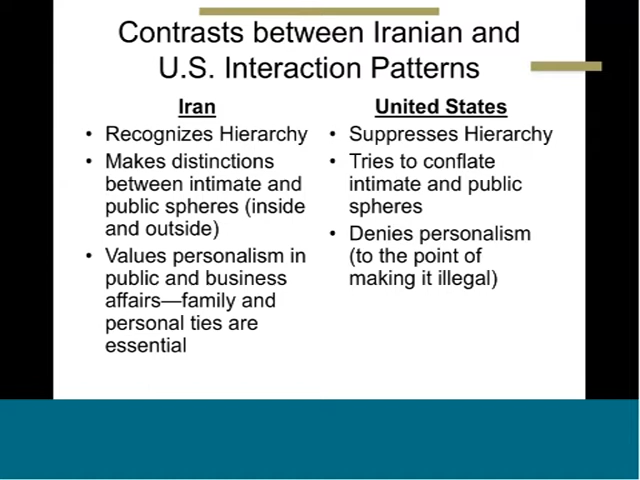 Contrasts between Iranian and
U.S. Interaction Patterns
Iran
• Recognizes Hierarchy
• Makes distinctions
between intimate and
public spheres (inside
and outside)
• Values personalism in
public and business
affairs—family and
personal ties are
essential
United States
• Suppresses Hierarchy
• Tries to conflate
intimate and public
spheres
• Denies personalism
(to the point of
making it illegal)